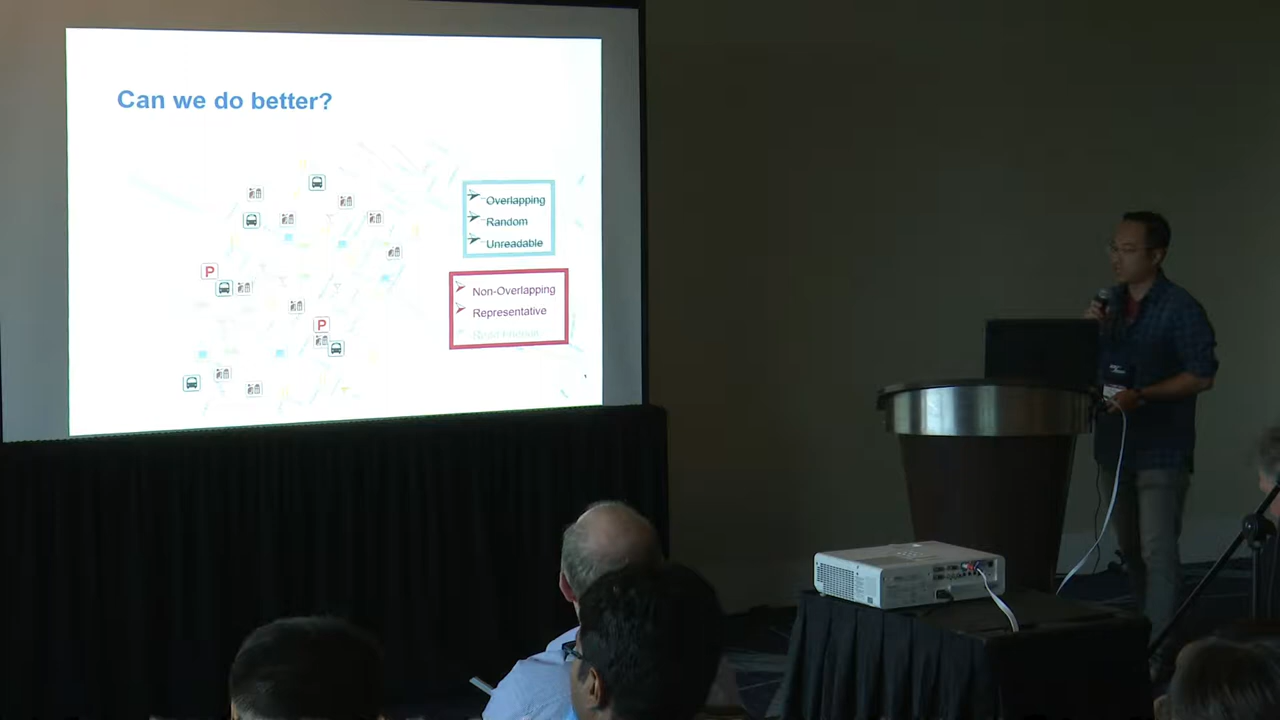 Can we do better?
Overlapping
Random
Unreadable
Non-Overlapping
Representative
P
P